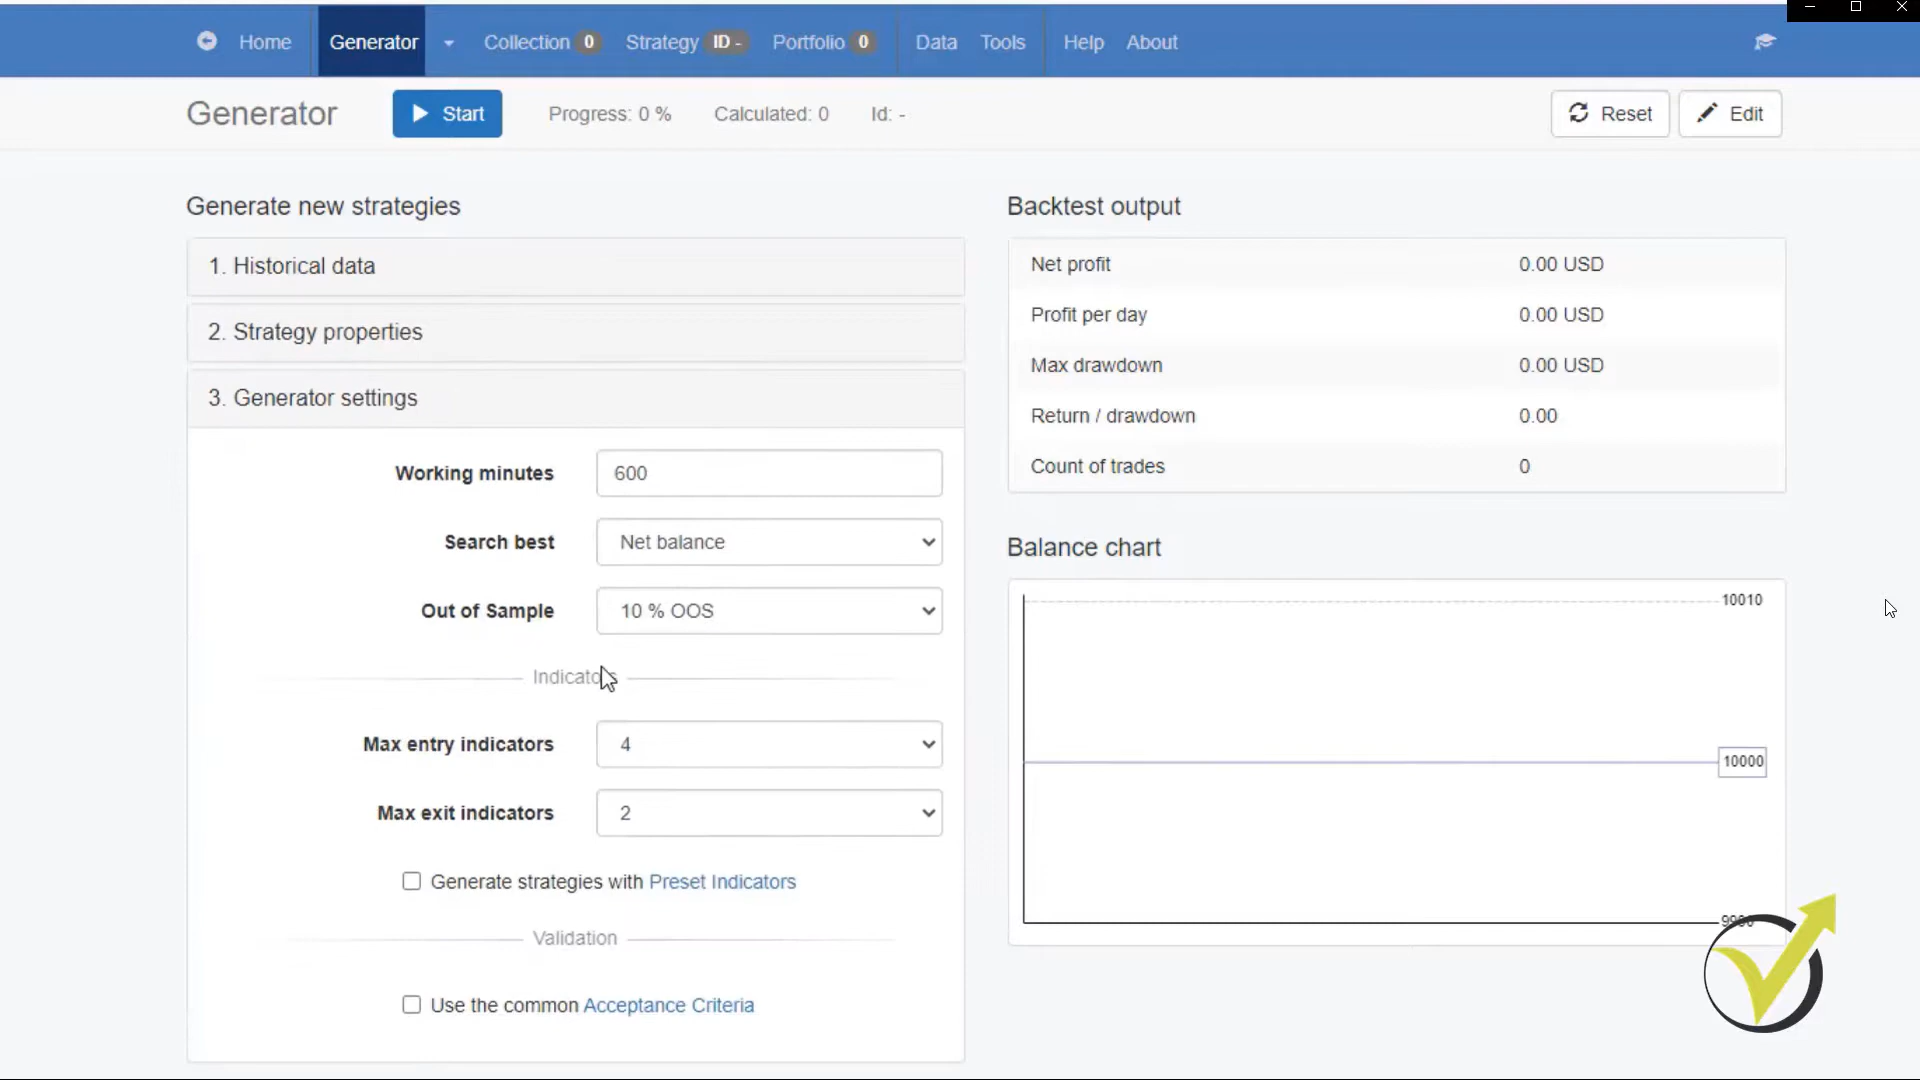 Home Generator Collection 0 Strategy ID - Portfolio 0 Data Tools Help About
Generator Start Progress: 0 % Calculated: 0 Id: - Reset Edit
Generate new strategies
1. Historical data
2. Strategy properties
3. Generator settings
Working minutes 600
Search best Net balance
Out of Sample 10 % OOS
Indicators
Max entry indicators 4
Max exit indicators 2
Generate strategies with Preset Indicators
Validation
Use the common Acceptance Criteria
Backtest output
Net profit 0.00 USD
Profit per day 0.00 USD
Max drawdown 0.00 USD
Return / drawdown 0.00
Count of trades 0
Balance chart
10010
10000